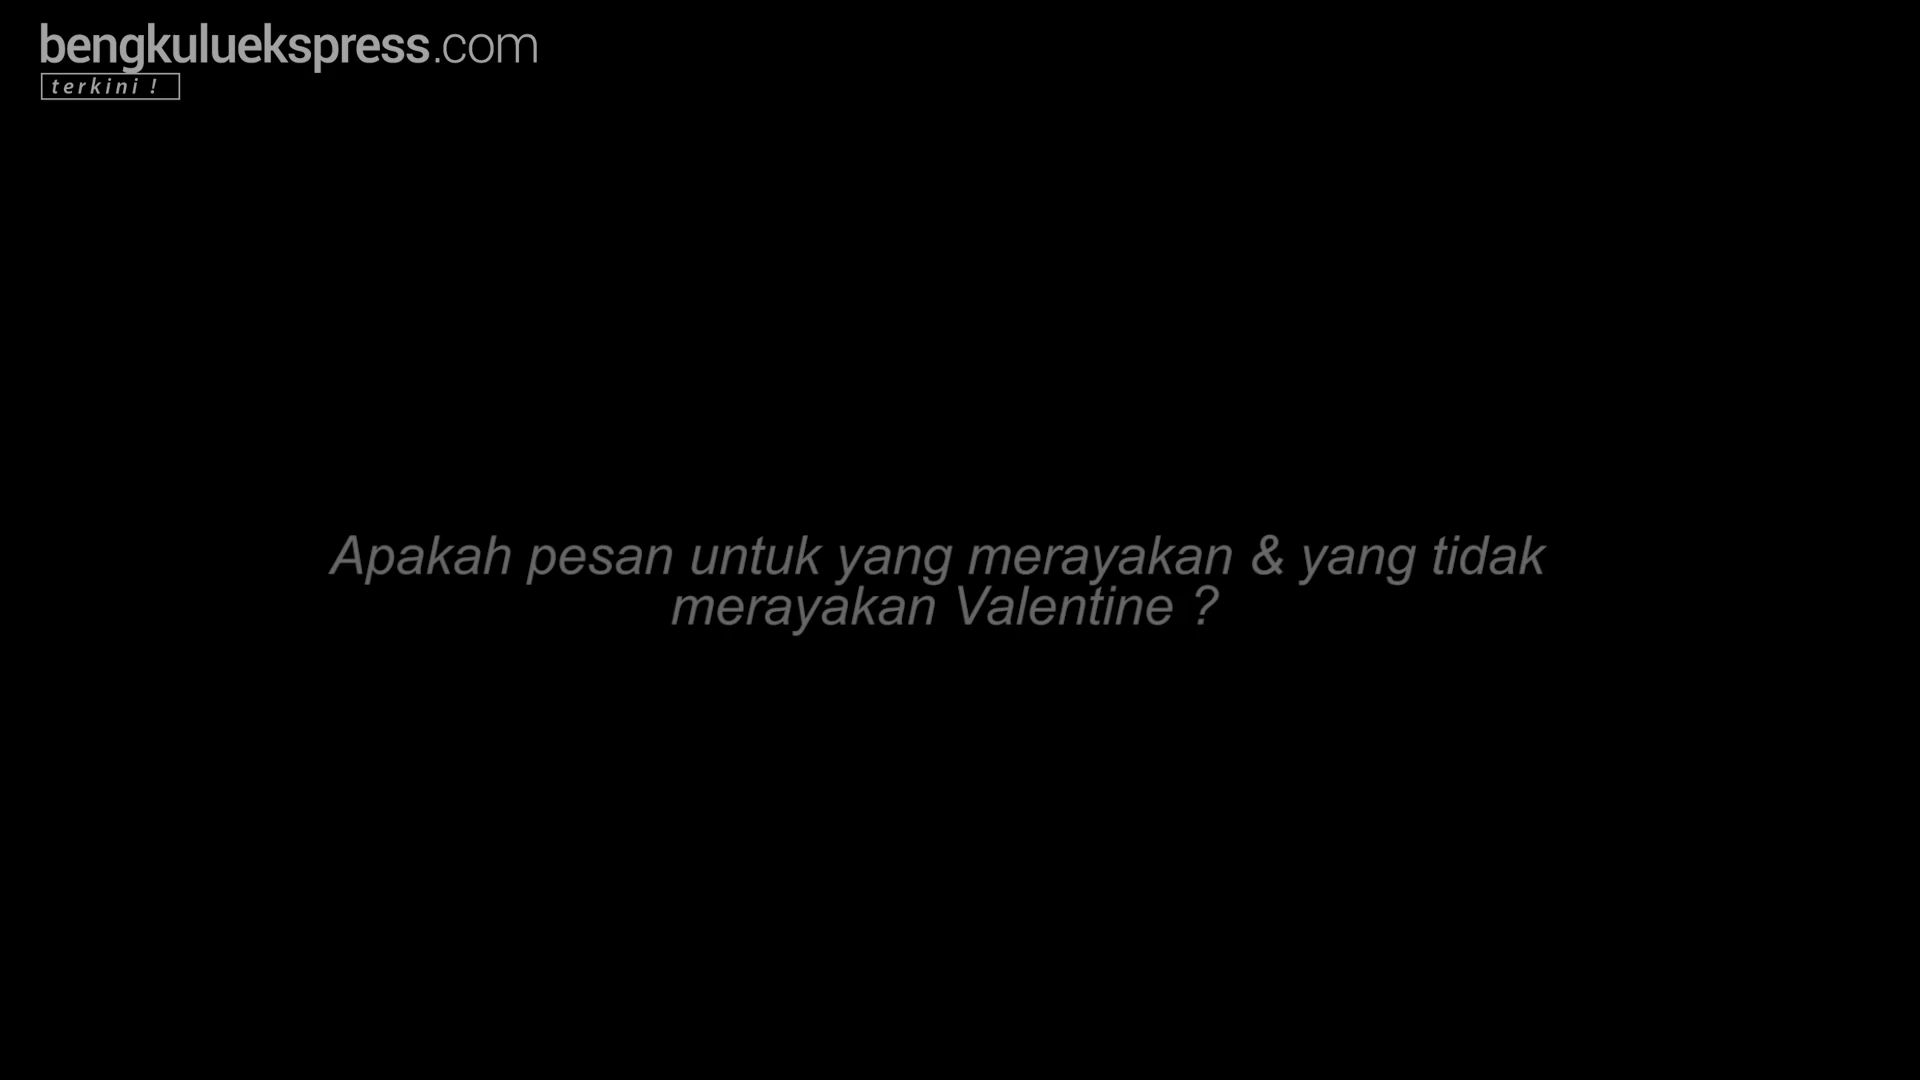 bengkuluekspress.com
terkini !
Apakah pesan untuk yang merayakan & yang tidak
merayakan Valentine ?